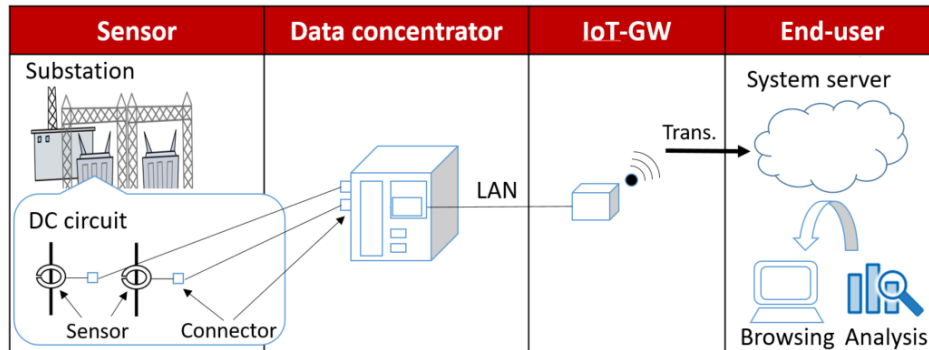 Sensor
Data concentrator
IoT-GW
End-user
Substation
System server
Trans.
LAN
DC circuit
Sensor
Connector
Browsing
Analysis